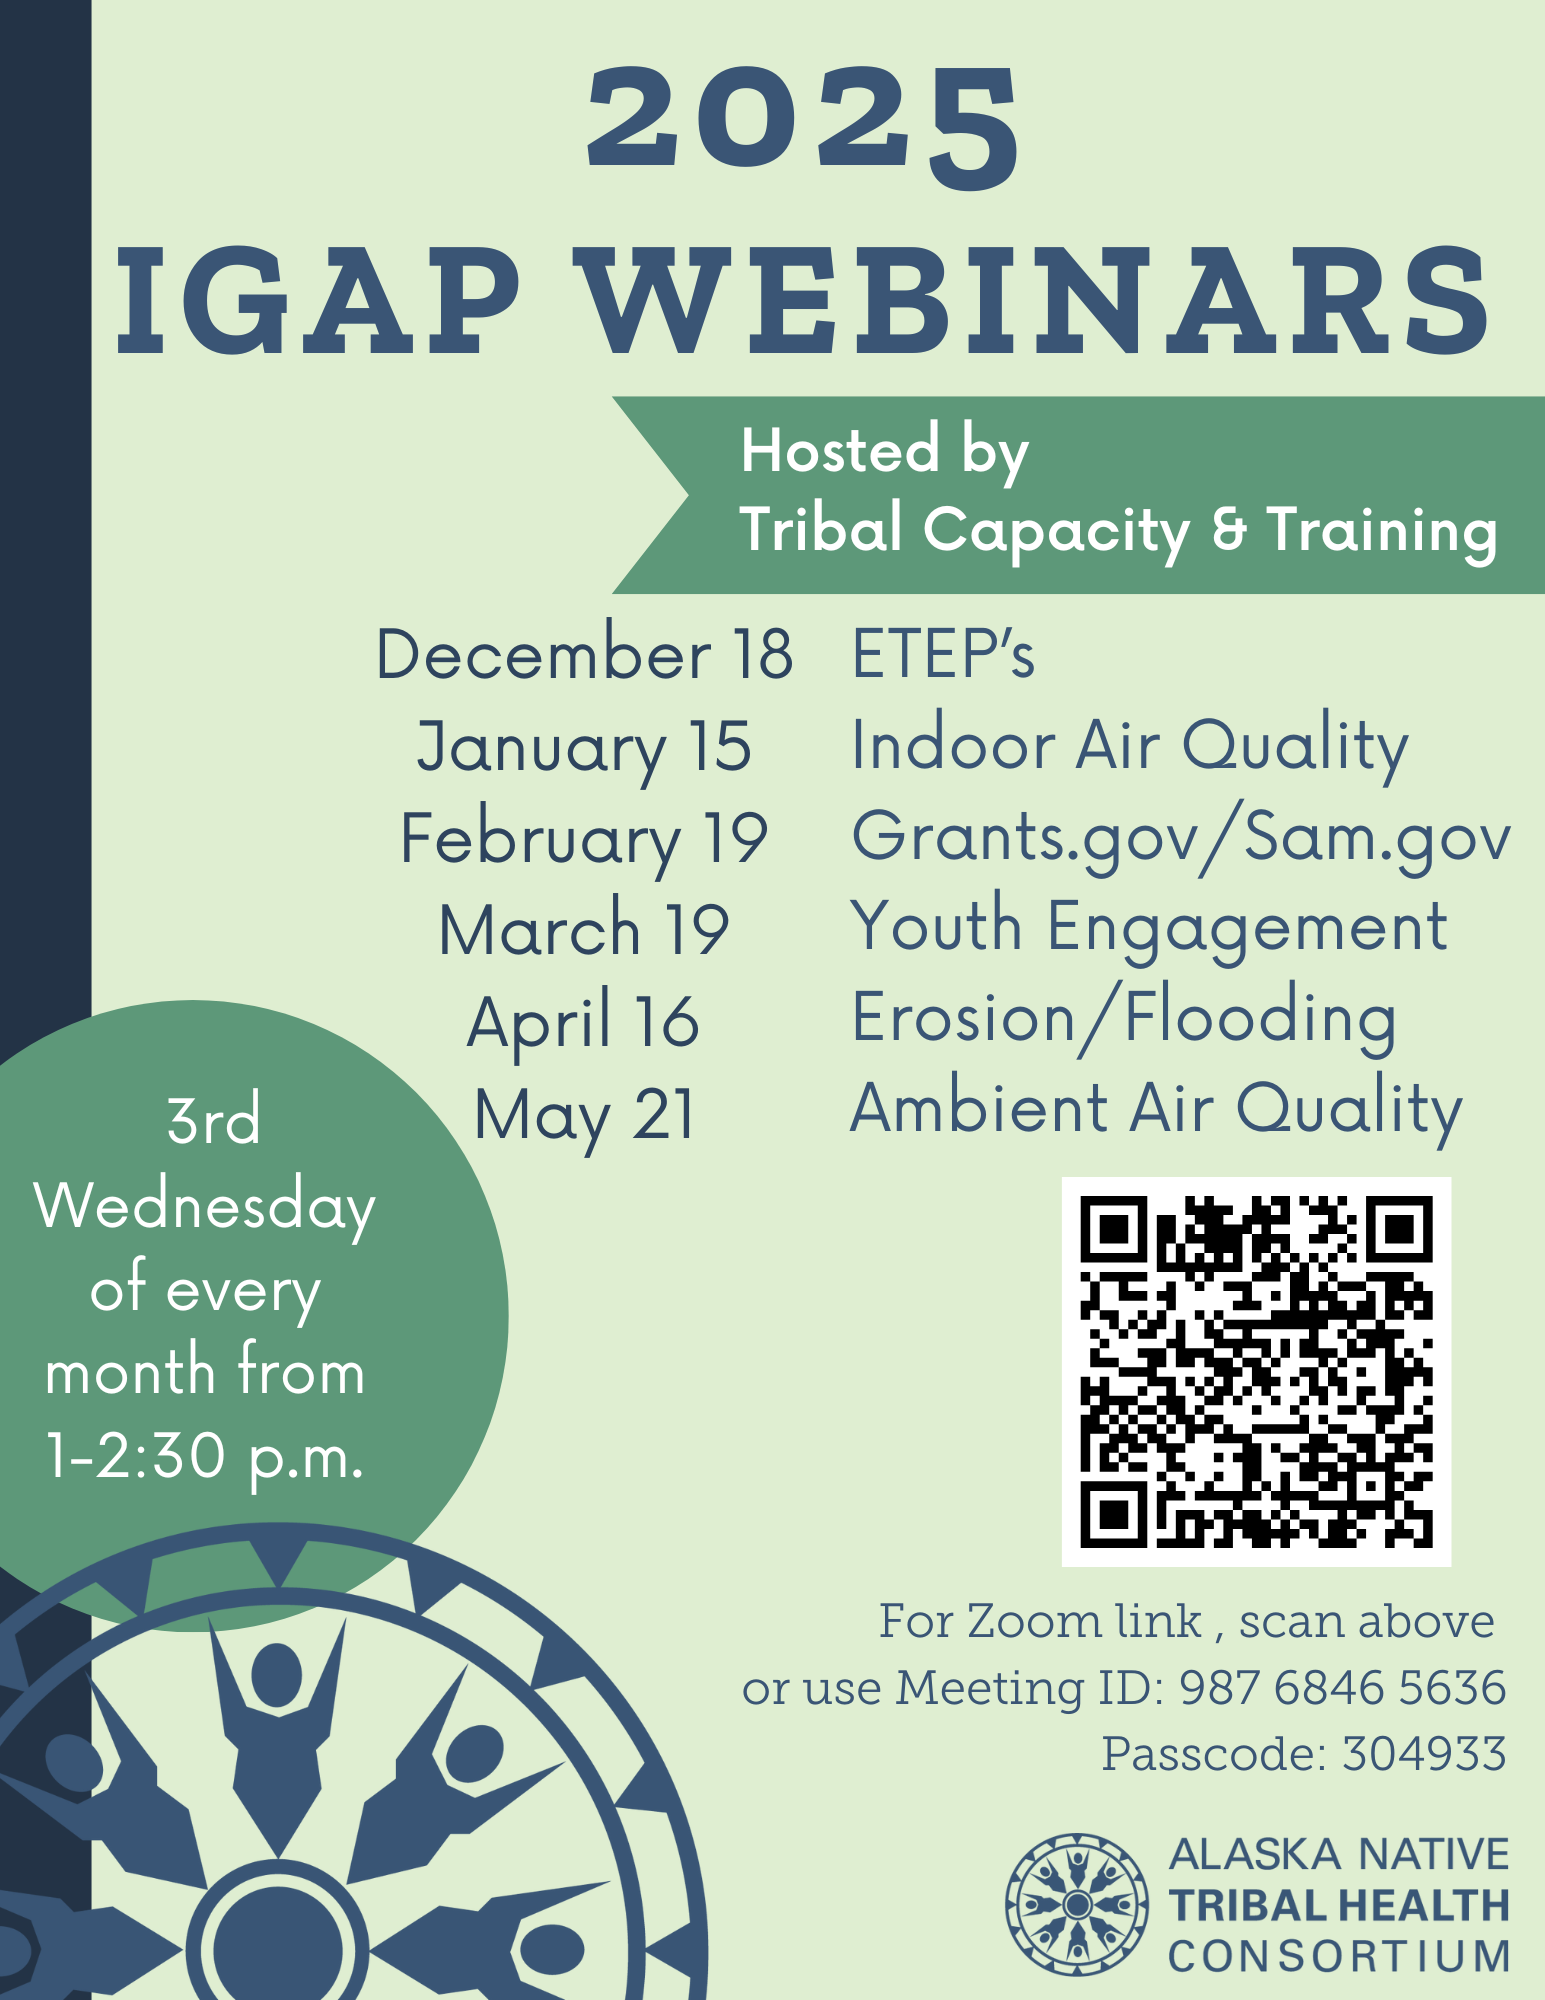 2025
IGAP WEBINARS
Hosted by
Tribal Capacity & Training
December 18 ETEP’s
January 15 Indoor Air Quality
February 19 Grants.gov/Sam.gov
March 19 Youth Engagement
April 16 Erosion/Flooding
May 21 Ambient Air Quality
3rd
Wednesday
of every
month from
1-2:30 p.m.
For Zoom link , scan above
or use Meeting ID: 987 6846 5636
Passcode: 304933
ALASKA NATIVE
TRIBAL HEALTH
CONSORTIUM